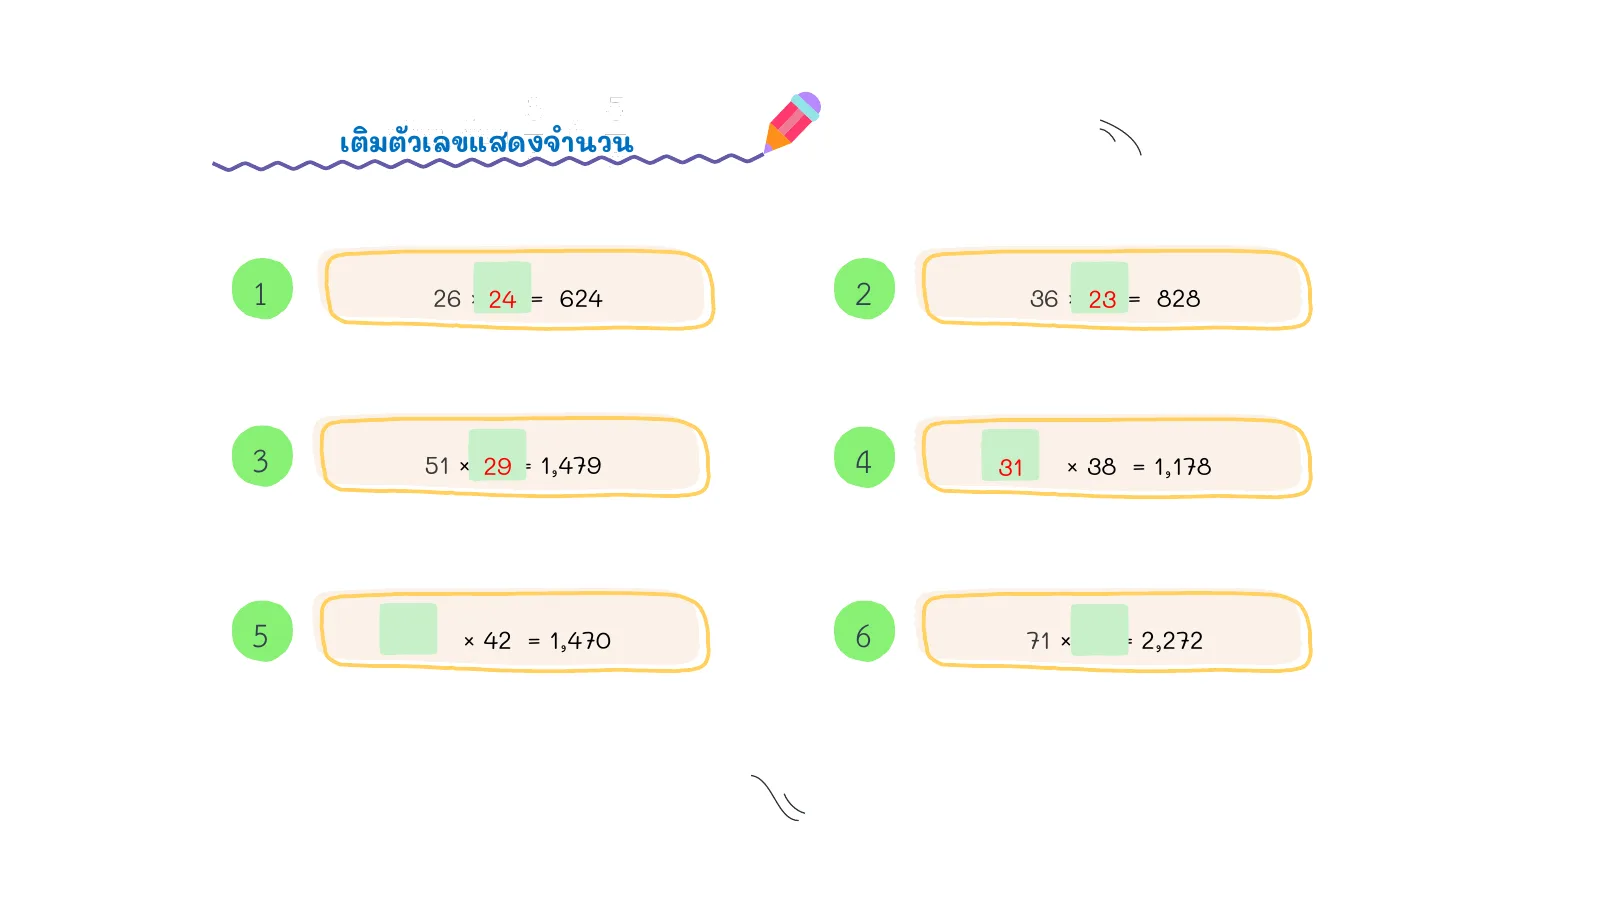 เติมตัวเลขแสดงจำนวน
1
26 × 24 = 624
2
36 × 23 = 828
3
51 × 29 = 1,479
4
31 × 38 = 1,178
5
× 42 = 1,470
6
71 × = 2,272